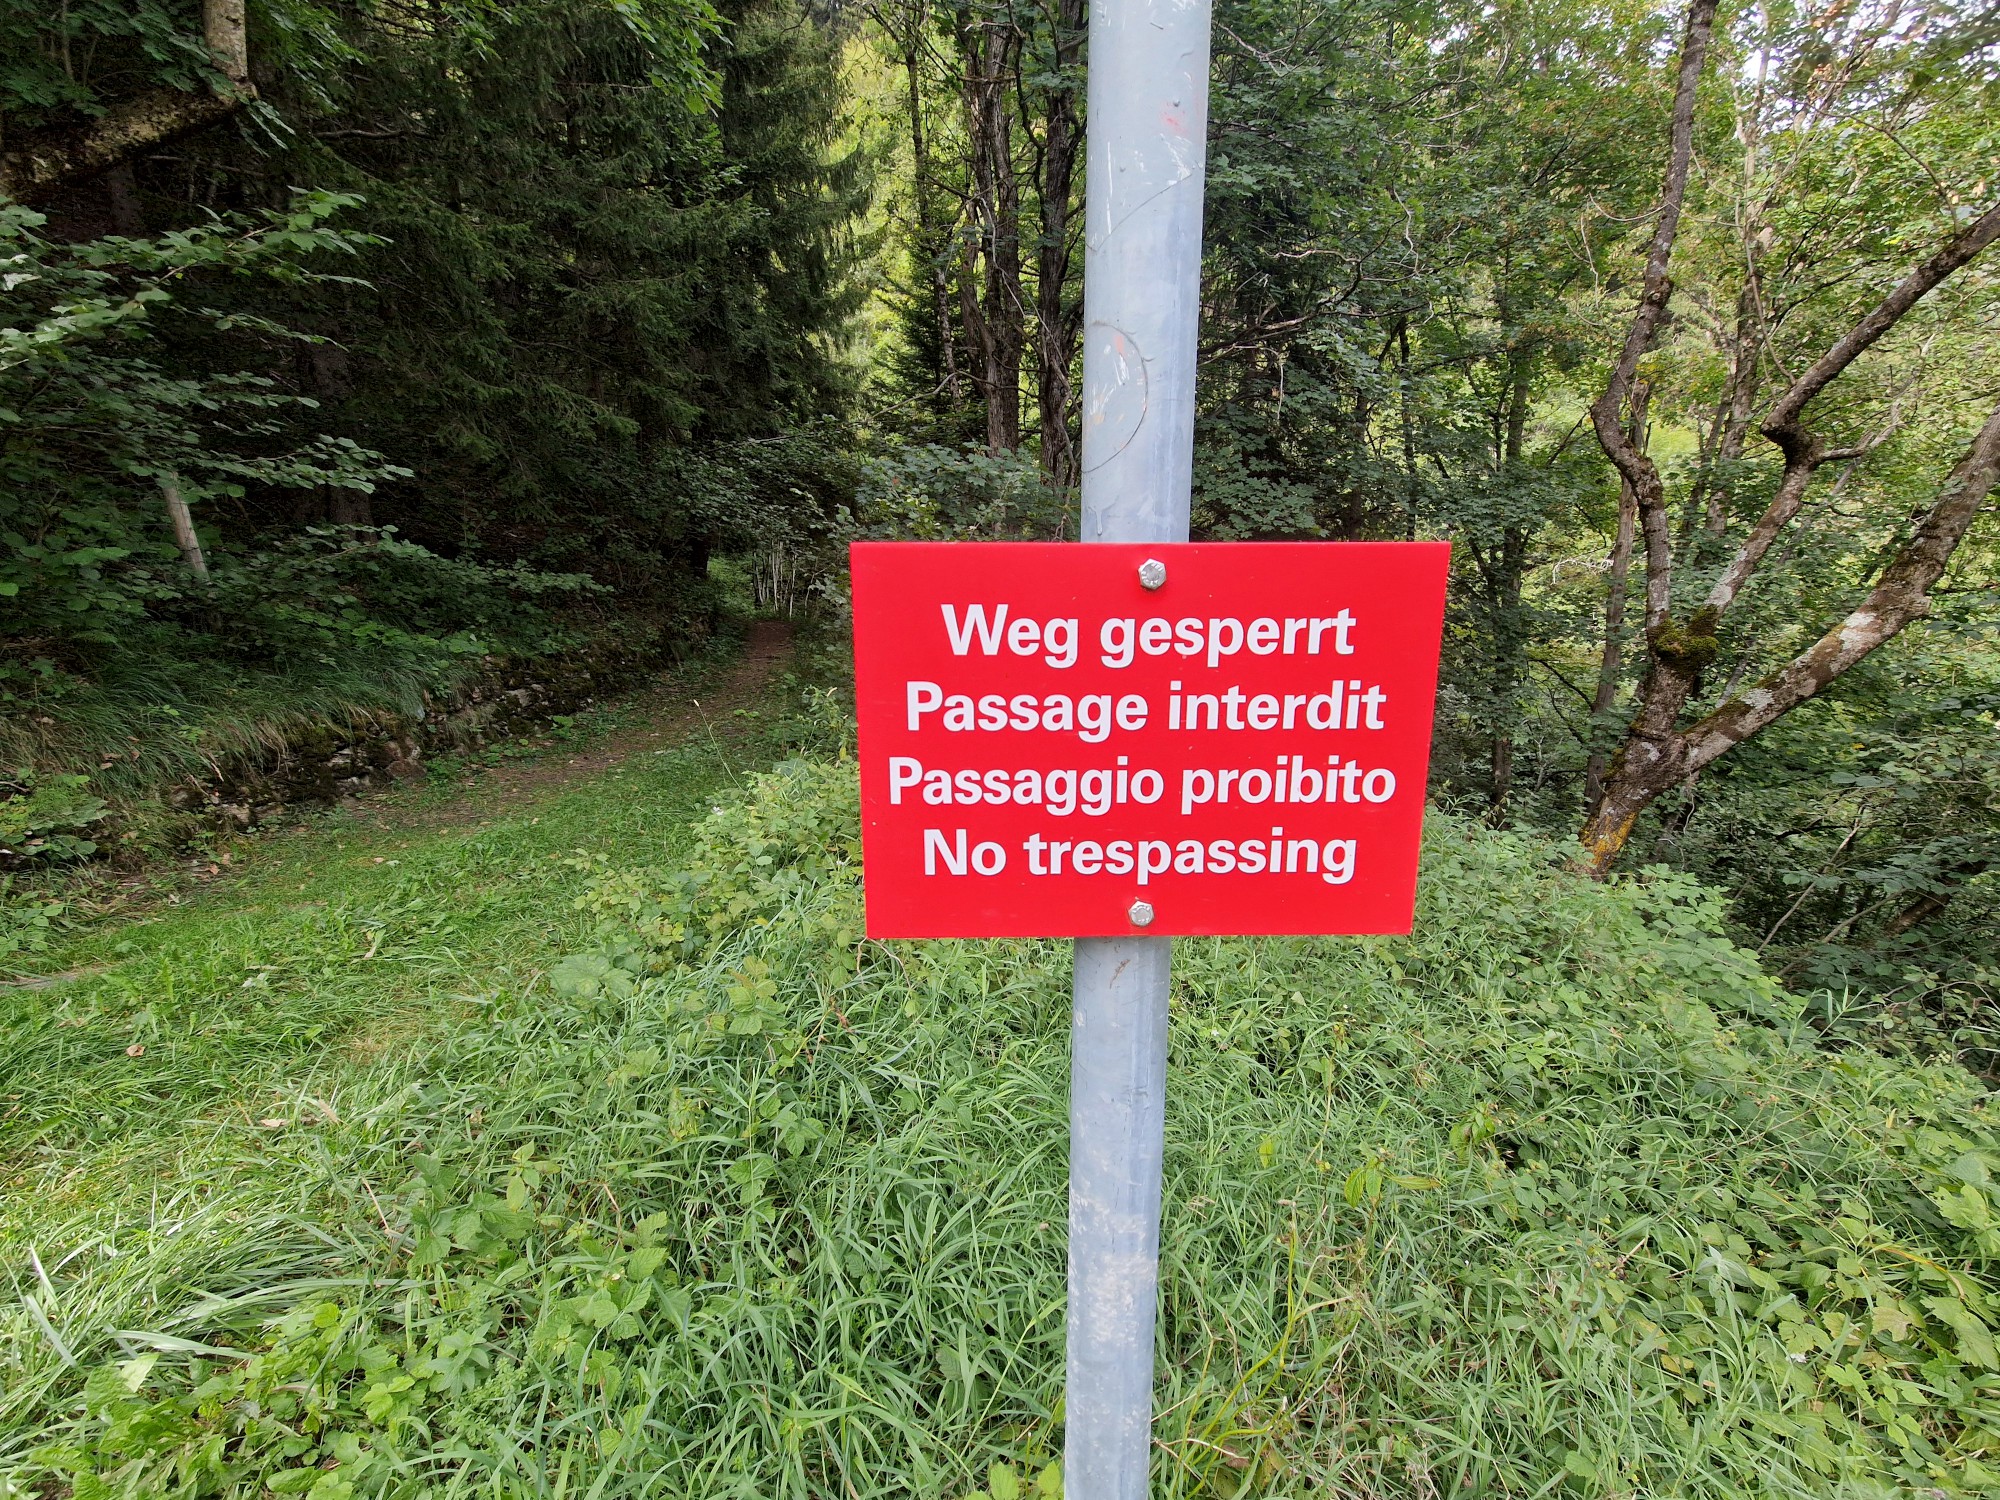 Weg gesperrt
Passage interdit
Passaggio proibito
No trespassing